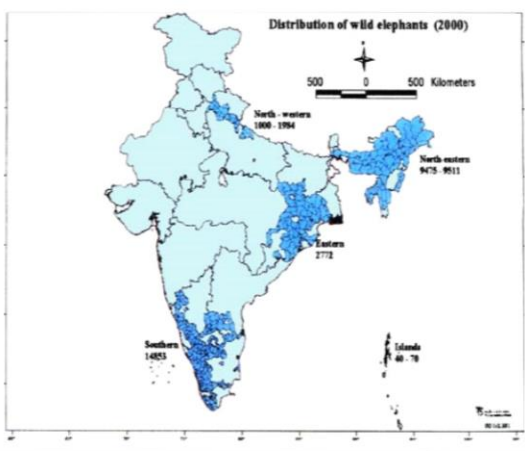 Distribution of wild elephants (2000)
500 0 500 Kilometers
North - western
1000 - 1984
North eastern
9475 - 9511
Eastern
2772
Southern
14853
Islands
60 - 70